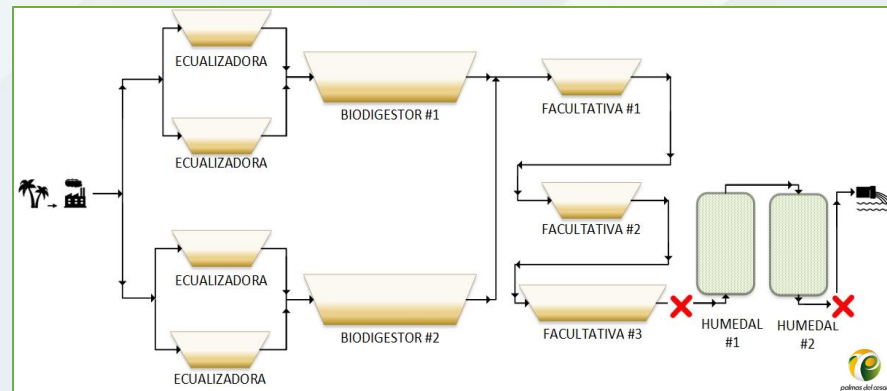 ECUALIZADORA
ECUALIZADORA
BIODIGESTOR #1
FACULTATIVA #1
FACULTATIVA #2
ECUALIZADORA
ECUALIZADORA
BIODIGESTOR #2
FACULTATIVA #3
HUMEDAL
#1
HUMEDAL
#2
palmas del cesar